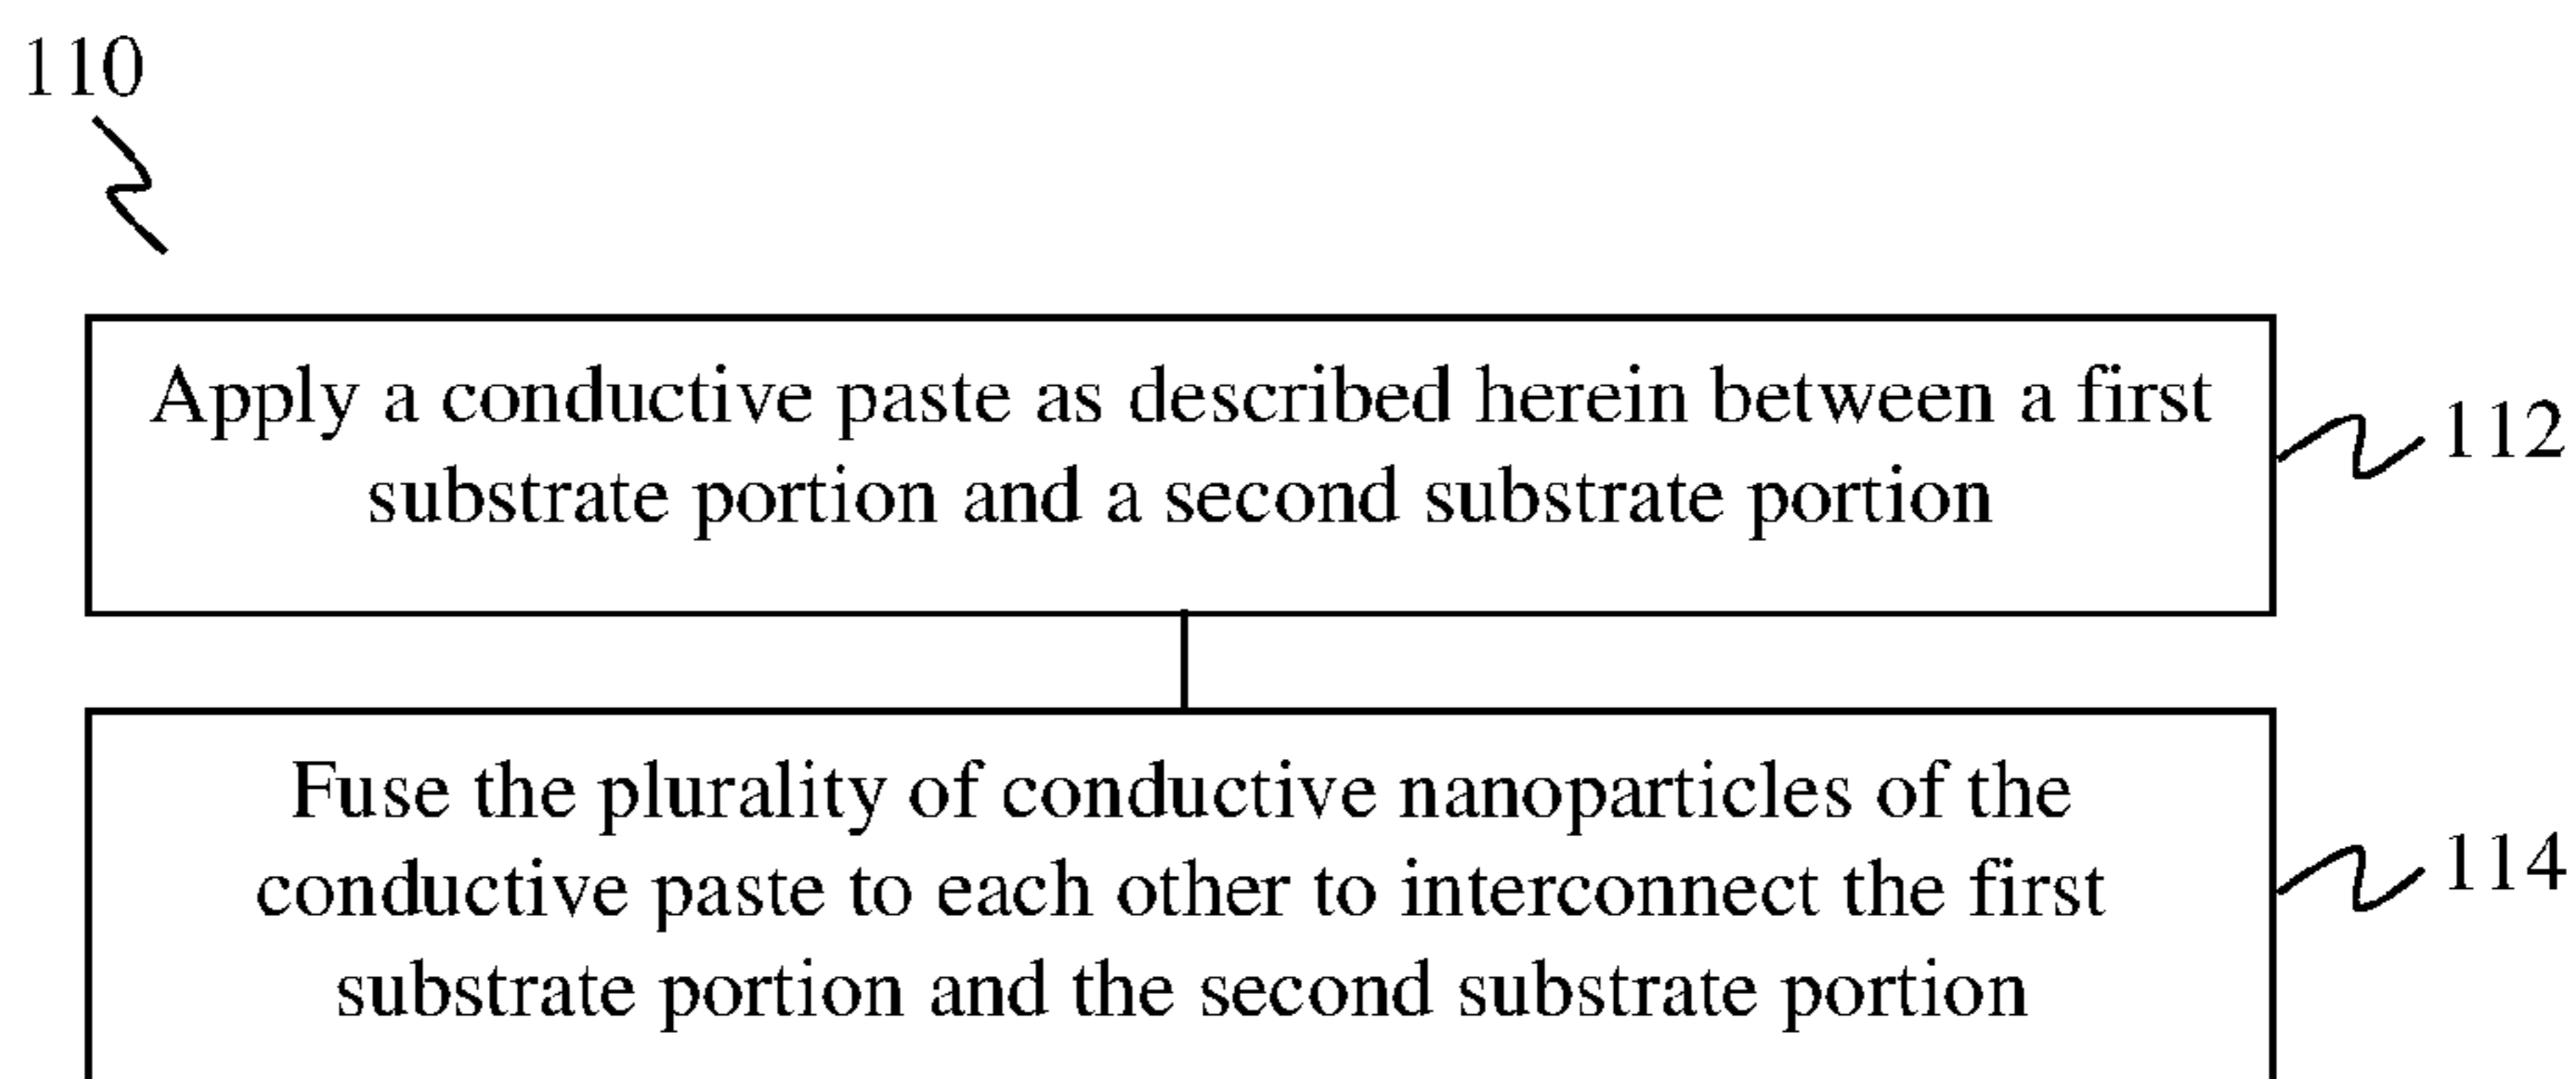 110
Apply a conductive paste as described herein between a first
substrate portion and a second substrate portion
112
Fuse the plurality of conductive nanoparticles of the
conductive paste to each other to interconnect the first
substrate portion and the second substrate portion
114